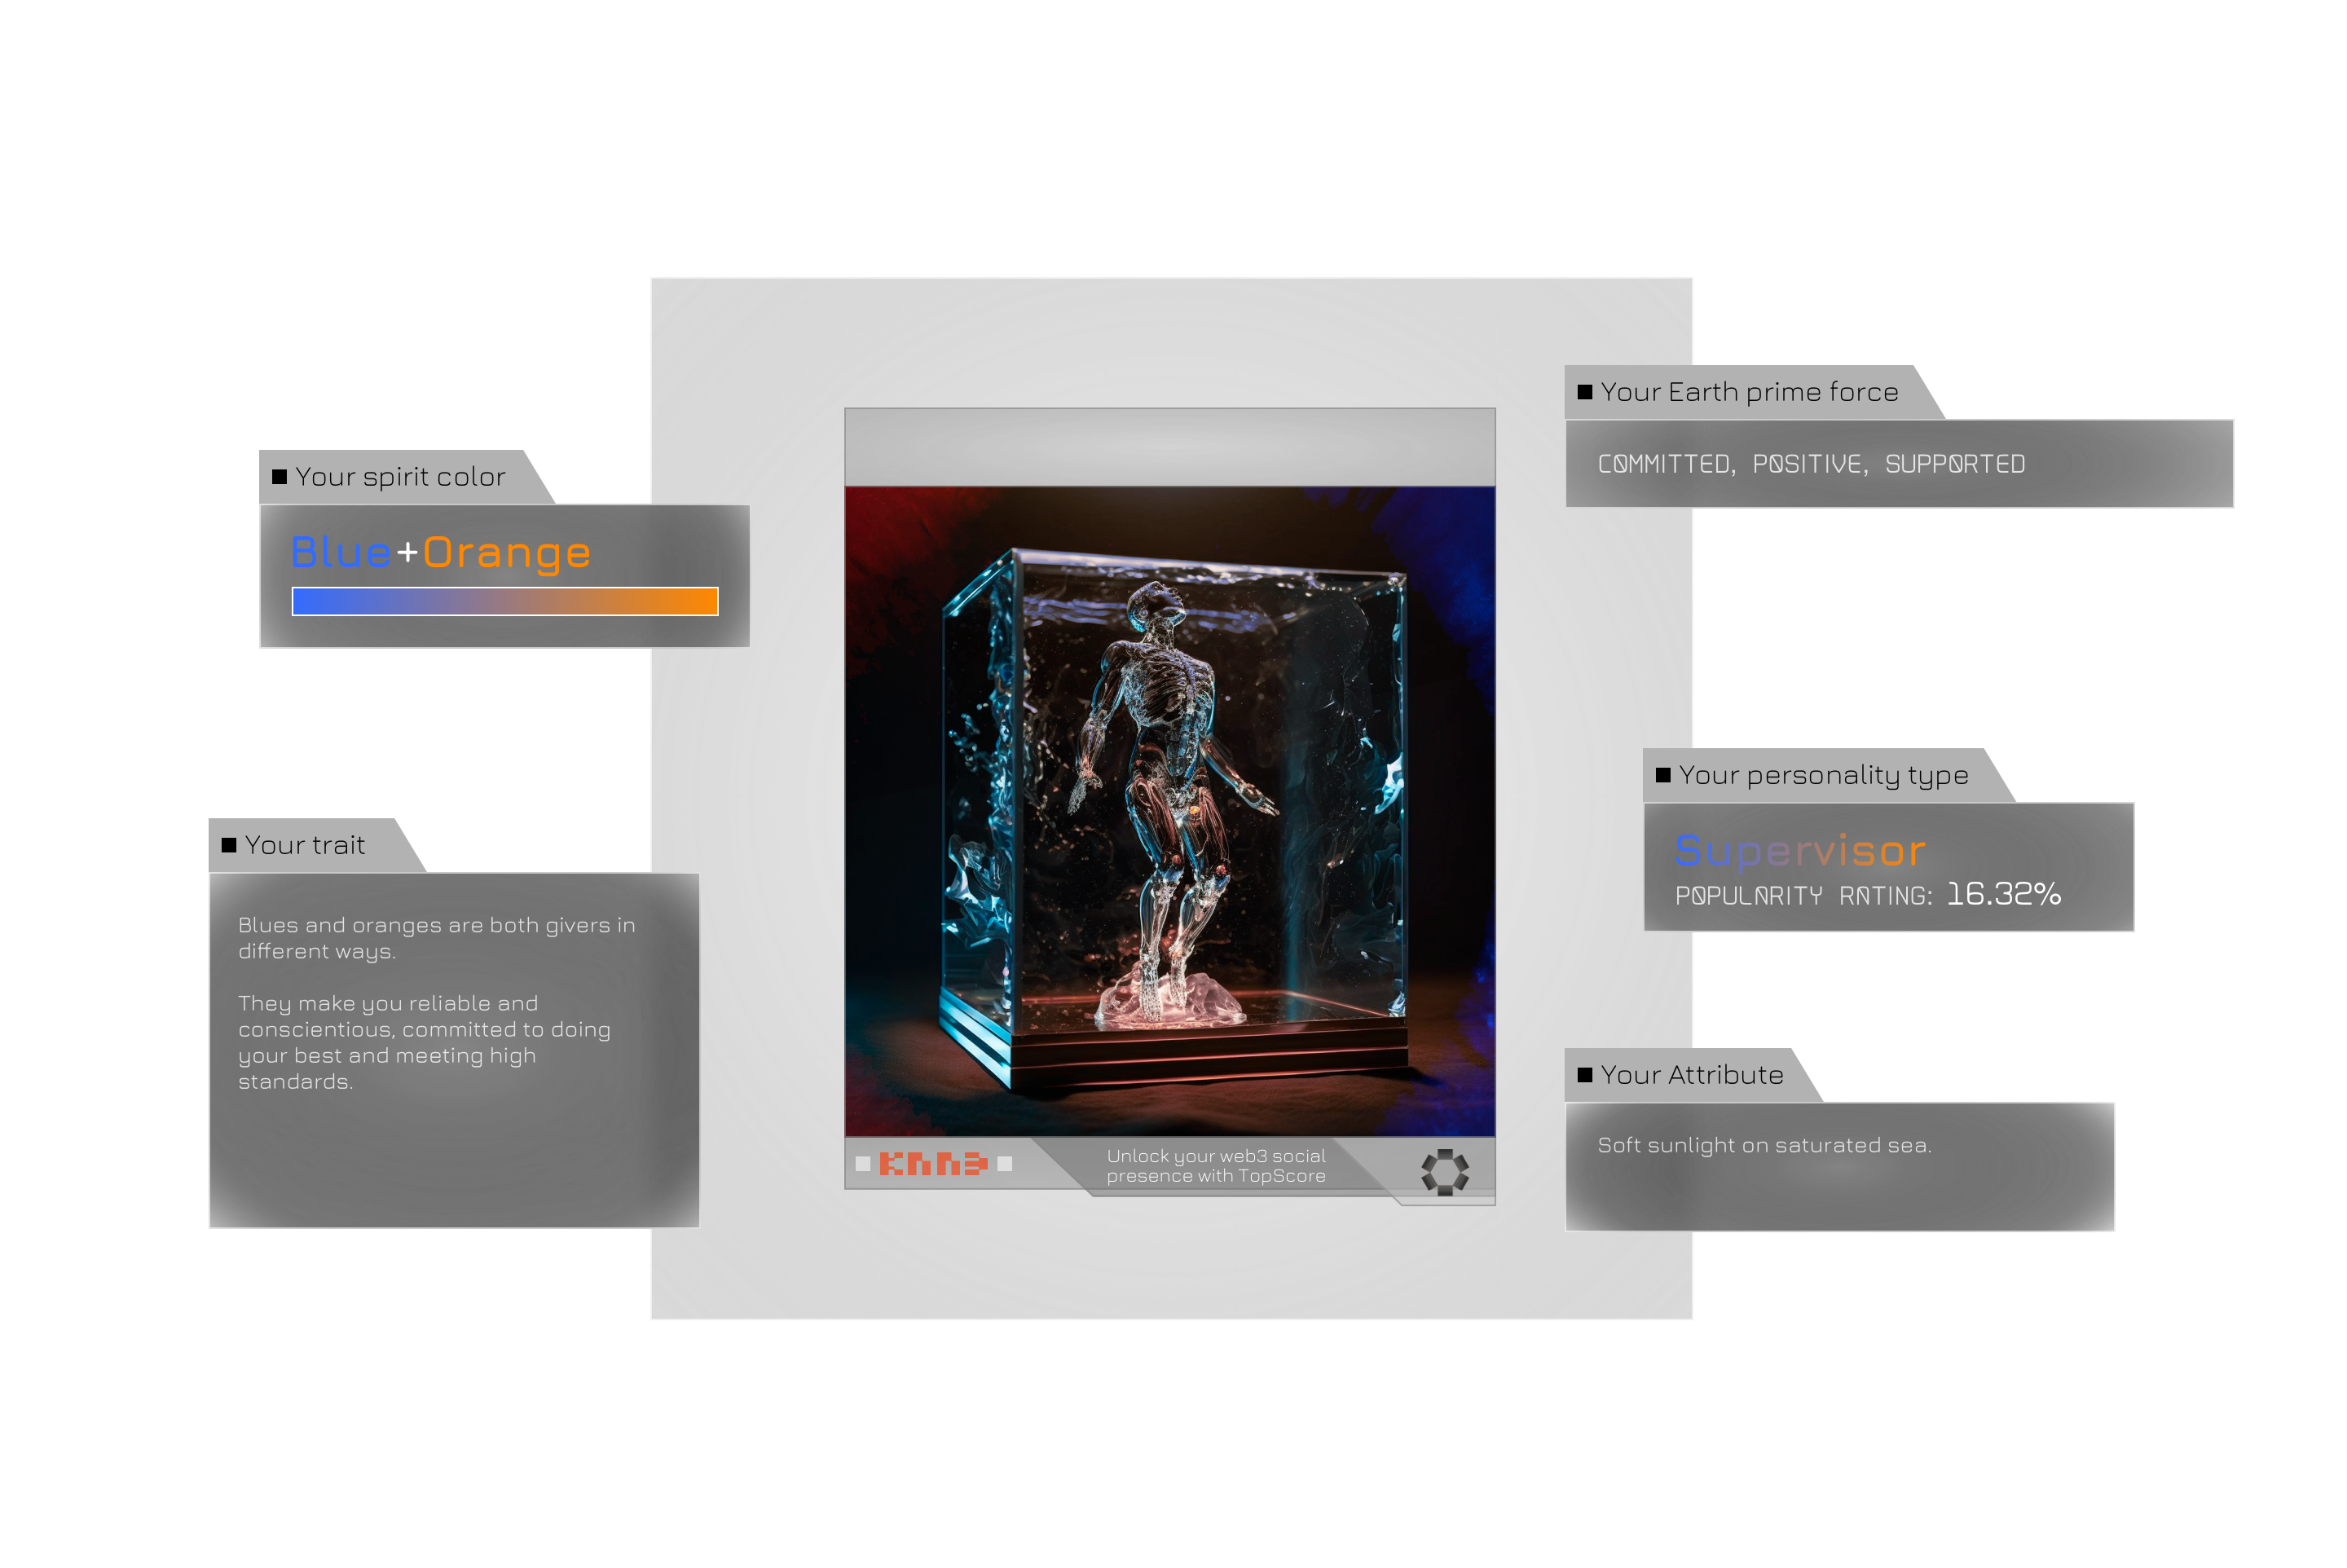 Your spirit color
Blue+Orange
Your trait
Blues and oranges are both givers in
different ways.
They make you reliable and
conscientious, committed to doing
your best and meeting high
standards.
KNN3
Unlock your web3 social
presence with TopScore
Your Earth prime force
COMMITTED, POSITIVE, SUPPORTED
Your personality type
Supervisor
POPULARITY RATING: 16.32%
Your Attribute
Soft sunlight on saturated sea.